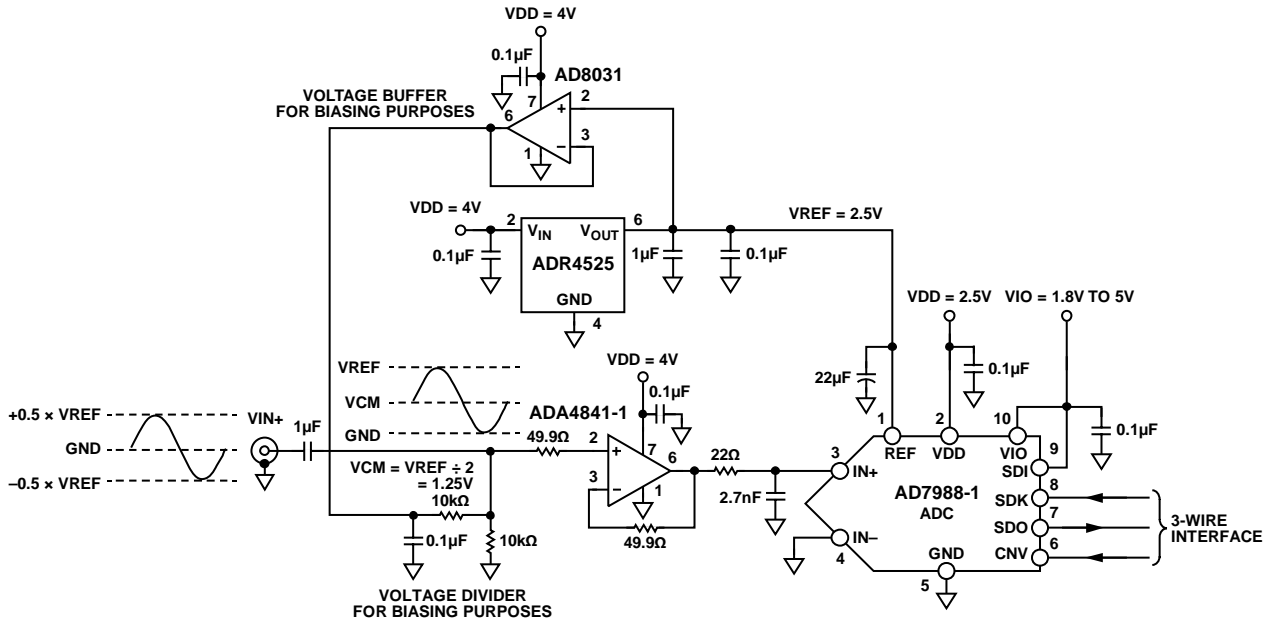 VDD = 4V
0.1µF
AD8031
VOLTAGE BUFFER
FOR BIASING PURPOSES
6
7
2
+
3
−
1
VDD = 4V
2
VIN
VOUT
6
ADR4525
GND
4
0.1µF
1µF
0.1µF
VREF = 2.5V
VDD = 2.5V
VIO = 1.8V TO 5V
22µF
0.1µF
0.1µF
+0.5 × VREF
GND
−0.5 × VREF
VIN+
1µF
VREF
VCM
GND
VCM = VREF ÷ 2
= 1.25V
10kΩ
0.1µF
10kΩ
VOLTAGE DIVIDER
FOR BIASING PURPOSES
VDD = 4V
0.1µF
ADA4841-1
49.9Ω
2
+
7
6
3
−
1
49.9Ω
22Ω
2.7nF
3
IN+
IN−
4
1
REF
2
VDD
10
VIO
9
SDI
8
SDK
7
SDO
6
CNV
AD7988-1
ADC
GND
5
3-WIRE
INTERFACE